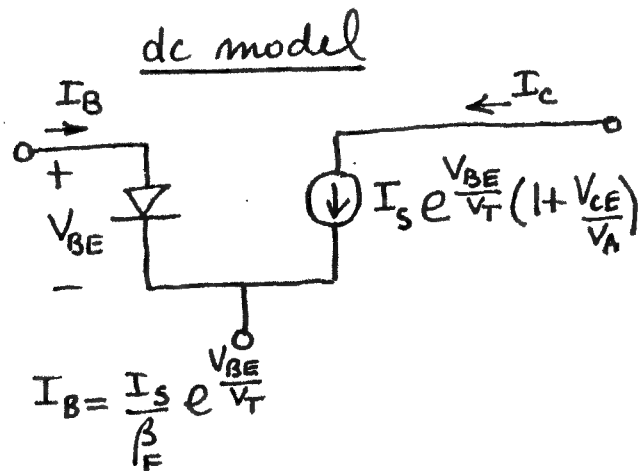 dc model
I_B
I_C
+
V_BE
−
I_S e^(V_BE/V_T) (1 + V_CE/V_A)
I_B = I_S/β_F e^(V_BE/V_T)